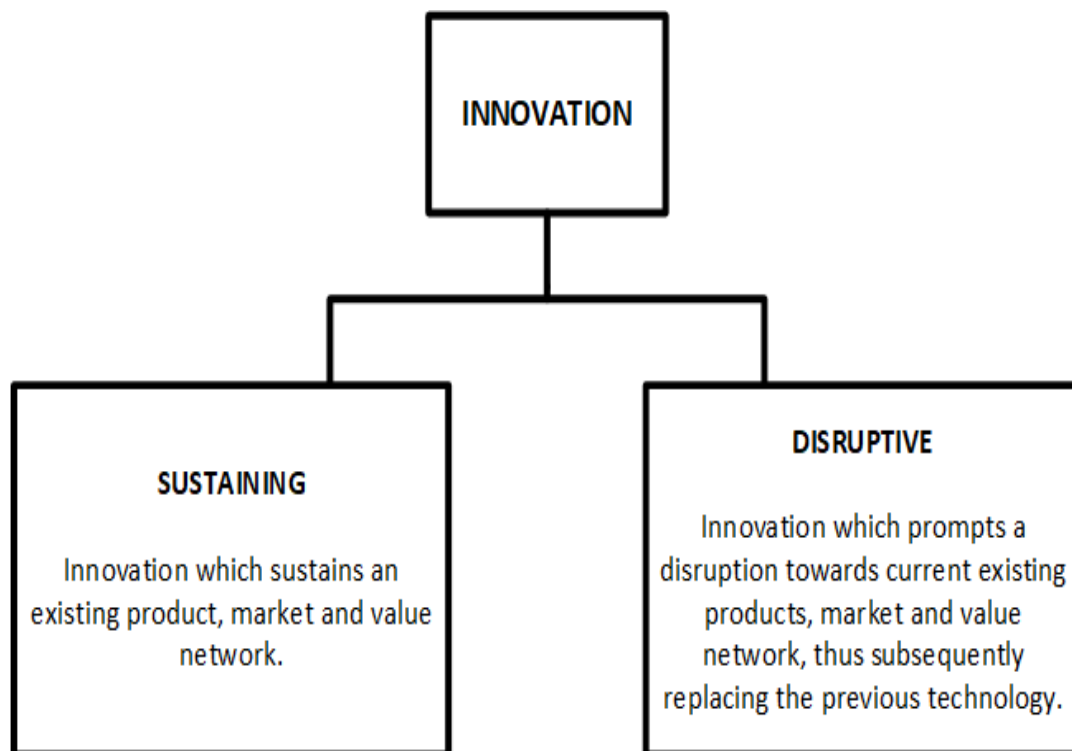 INNOVATION
SUSTAINING
Innovation which sustains an
existing product, market and value
network.
DISRUPTIVE
Innovation which prompts a
disruption towards current existing
products, market and value
network, thus subsequently
replacing the previous technology.